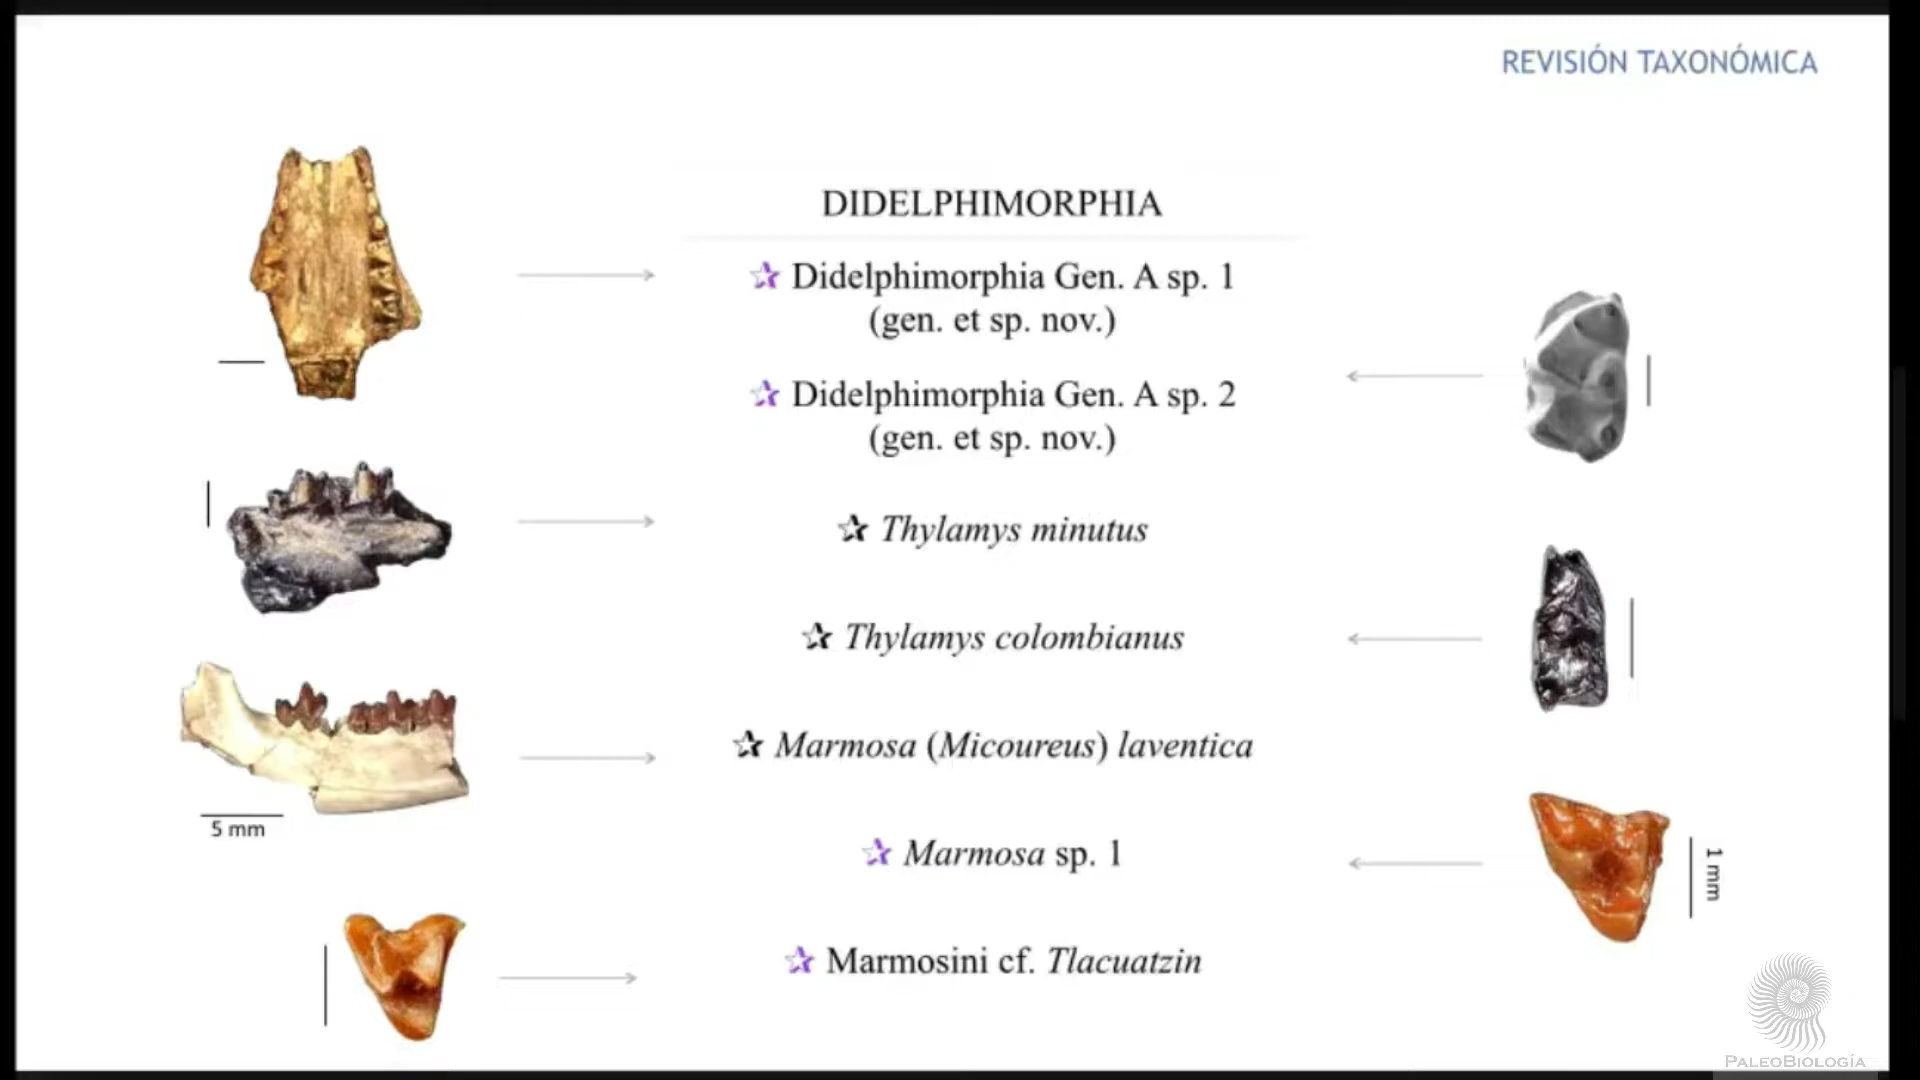 REVISIÓN TAXONÓMICA
DIDELPHIMORPHIA
Didelphimorphia Gen. A sp. 1
(gen. et sp. nov.)
Didelphimorphia Gen. A sp. 2
(gen. et sp. nov.)
Thylamys minutus
Thylamys colombianus
Marmosa (Micoureus) laventica
5 mm
Marmosa sp. 1
1 mm
Marmosini cf. Tlacuatzin
PALEOBIOLOGÍA